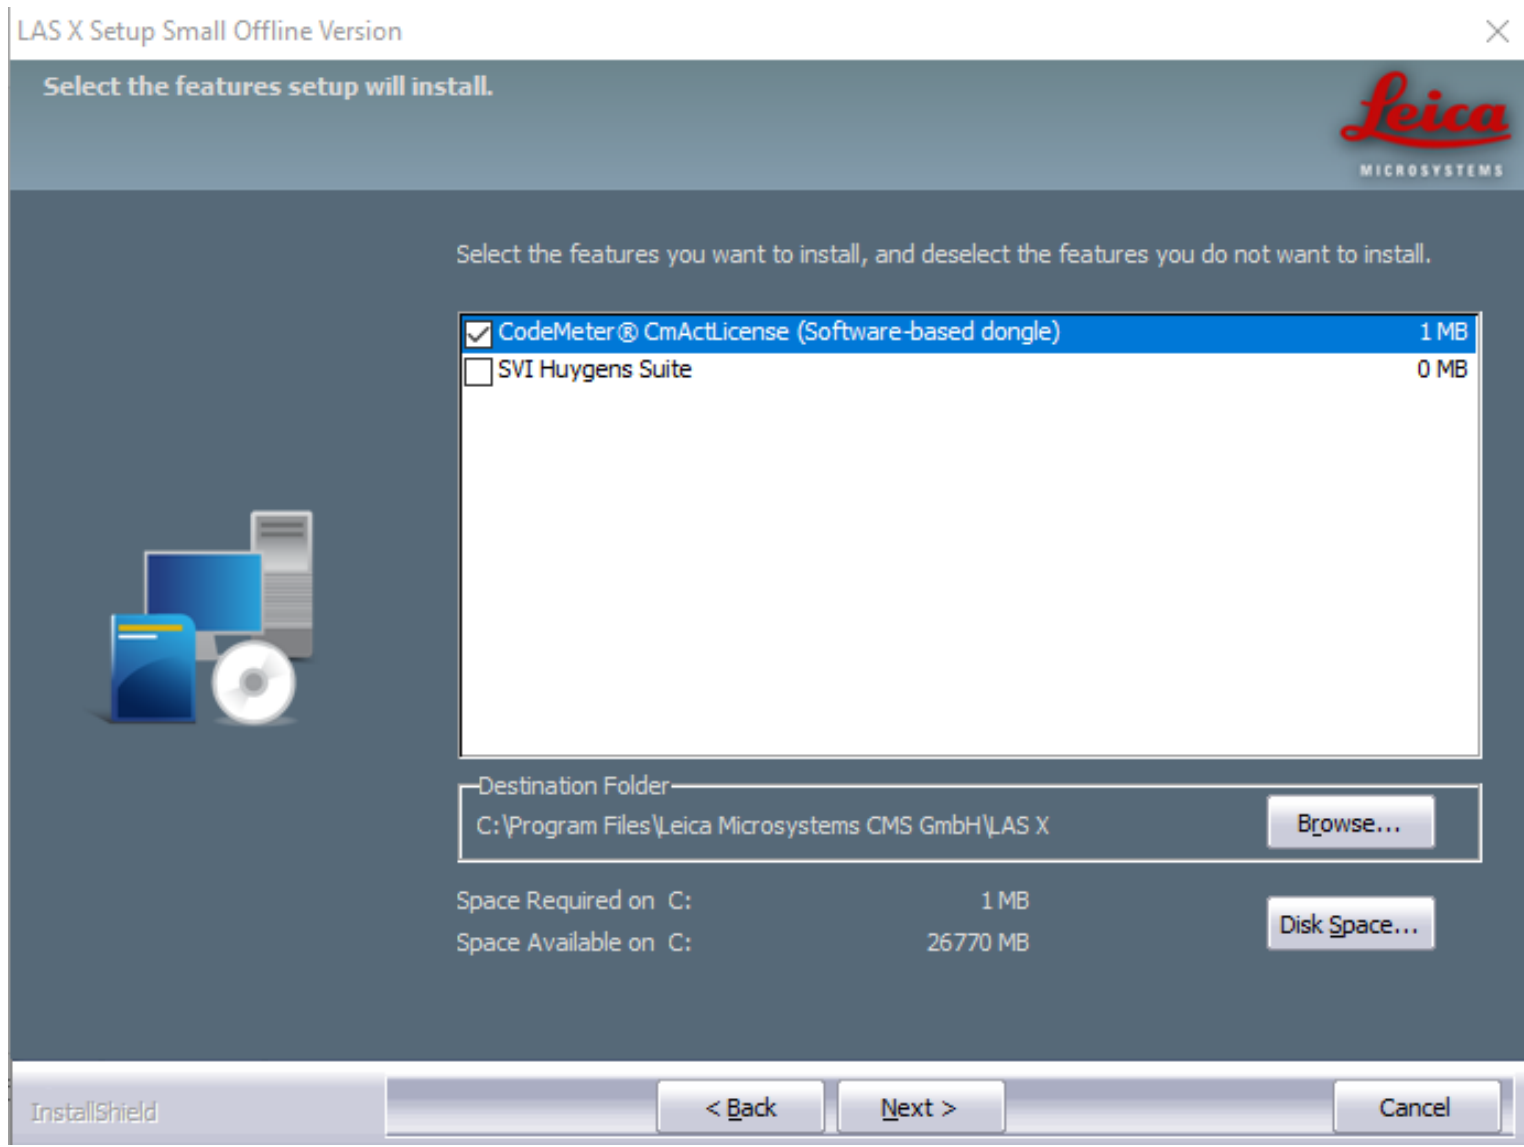 LAS X Setup Small Offline Version
Select the features setup will install.
Leica
MICROSYSTEMS
Select the features you want to install, and deselect the features you do not want to install.
CodeMeter® CmActLicense (Software-based dongle) 1 MB
SVI Huygens Suite 0 MB
Destination Folder
C:\Program Files\Leica Microsystems CMS GmbH\LAS X
Browse...
Space Required on C: 1 MB
Space Available on C: 26770 MB
Disk Space...
InstallShield
< Back
Next >
Cancel